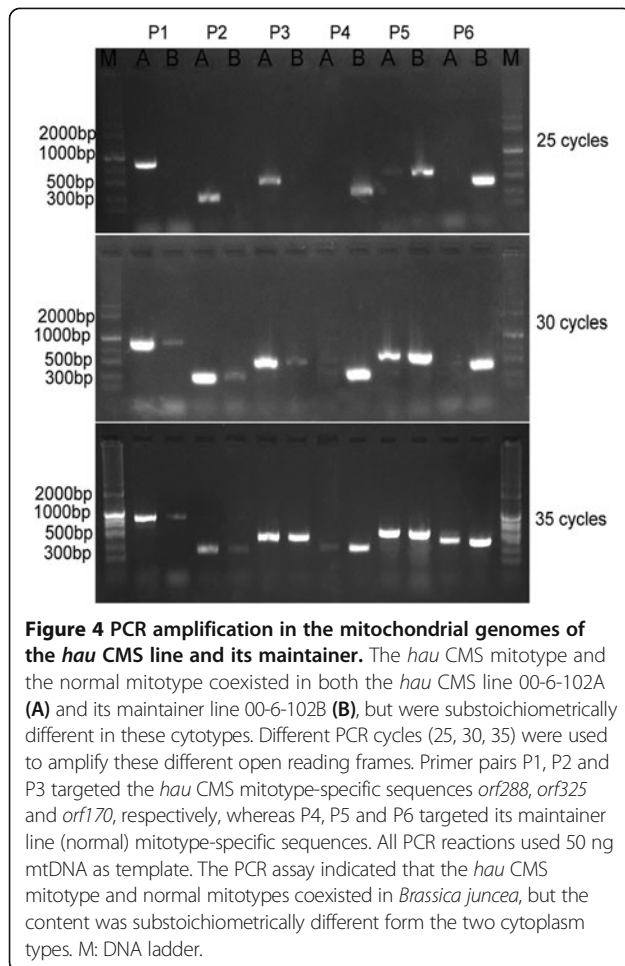 P1 P2 P3 P4 P5 P6
M A B A B A B A B A B A B M
2000bp
1000bp
500bp
300bp
25 cycles
2000bp
1000bp
500bp
300bp
30 cycles
2000bp
1000bp
500bp
300bp
35 cycles
Figure 4 PCR amplification in the mitochondrial genomes of
the hau CMS line and its maintainer. The hau CMS mitotype and
the normal mitotype coexisted in both the hau CMS line 00-6-102A
(A) and its maintainer line 00-6-102B (B), but were substoichiometrically
different in these cytotypes. Different PCR cycles (25, 30, 35) were used
to amplify these different open reading frames. Primer pairs P1, P2 and
P3 targeted the hau CMS mitotype-specific sequences orf288, orf325
and orf170, respectively, whereas P4, P5 and P6 targeted its maintainer
line (normal) mitotype-specific sequences. All PCR reactions used 50 ng
mtDNA as template. The PCR assay indicated that the hau CMS
mitotype and normal mitotypes coexisted in Brassica juncea, but the
content was substoichiometrically different form the two cytoplasm
types. M: DNA ladder.